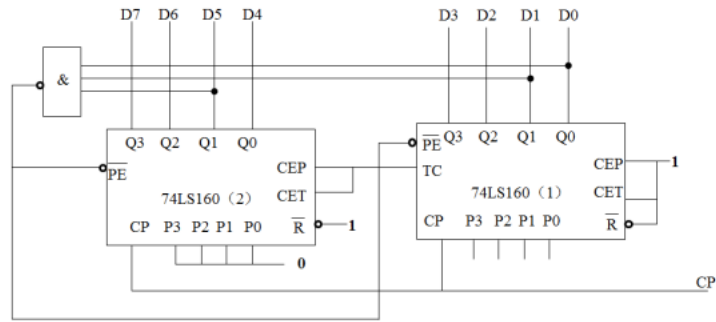 D7 D6 D5 D4 D3 D2 D1 D0
&
Q3 Q2 Q1 Q0 PE Q3 Q2 Q1 Q0
PE CEP TC CEP 1
74LS160（2） CET 74LS160（1） CET
CP P3 P2 P1 P0 R 1 CP P3 P2 P1 P0 R
0
CP